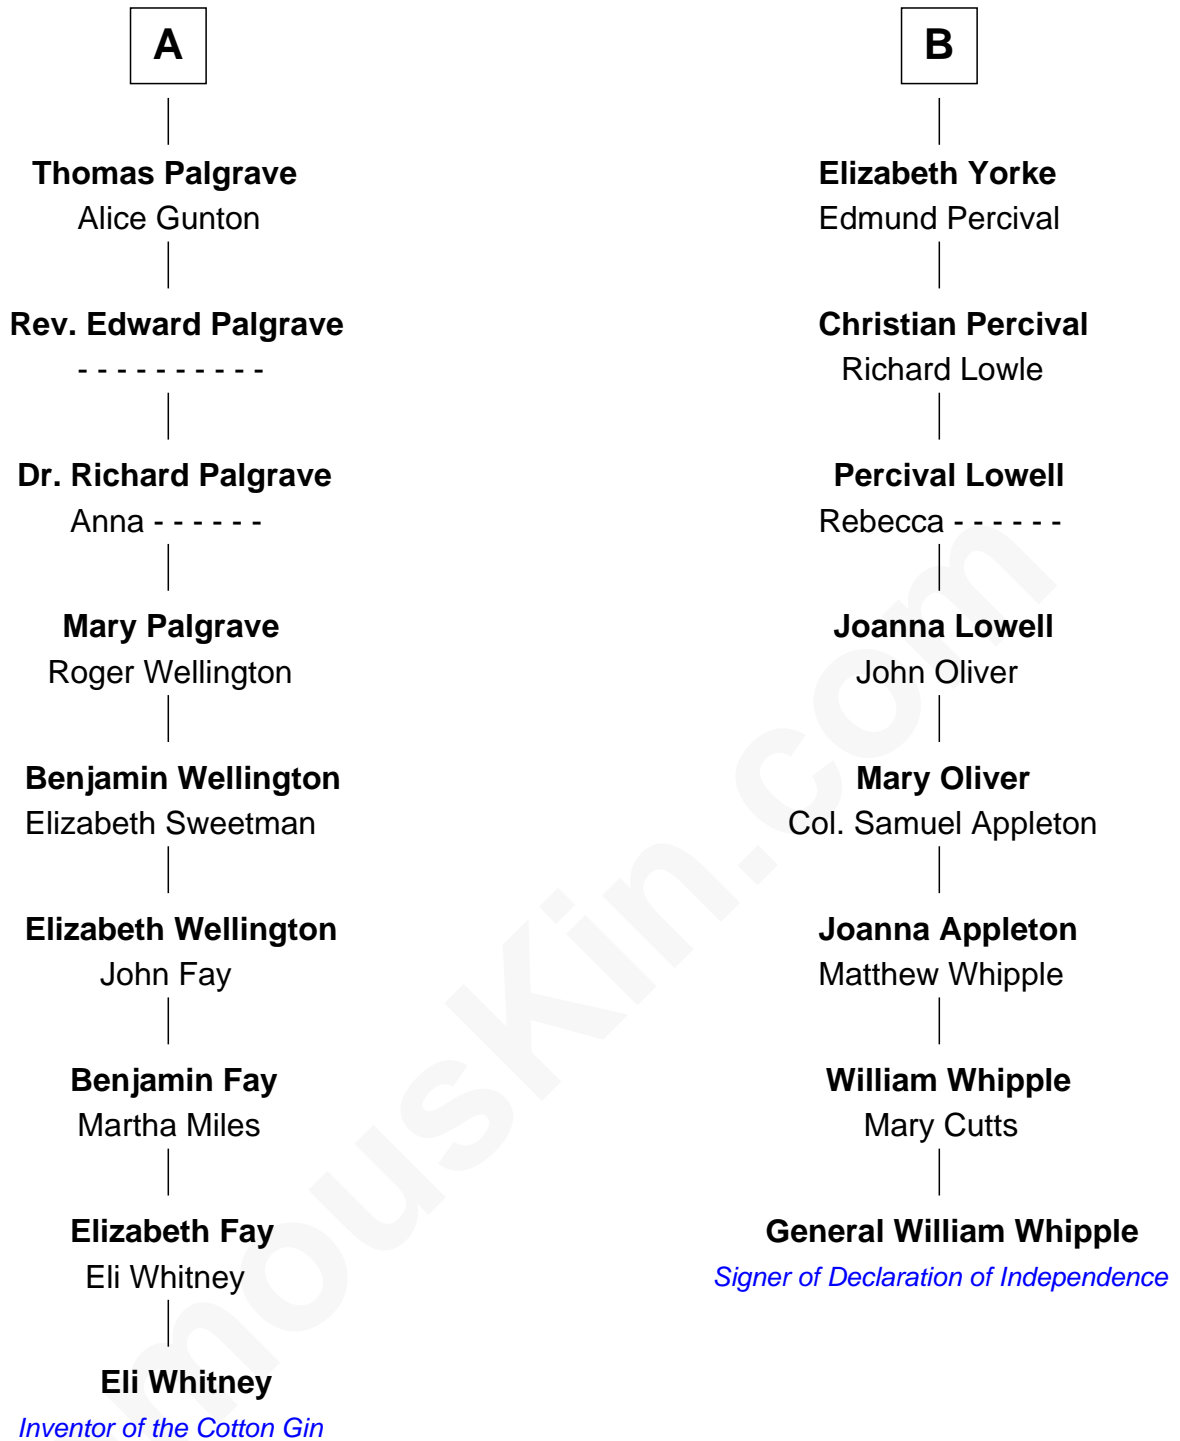 A
Thomas Palgrave
Alice Gunton
Rev. Edward Palgrave
- - - - - - - - - -
Dr. Richard Palgrave
Anna - - - - - -
Mary Palgrave
Roger Wellington
Benjamin Wellington
Elizabeth Sweetman
Elizabeth Wellington
John Fay
Benjamin Fay
Martha Miles
Elizabeth Fay
Eli Whitney
Eli Whitney
Inventor of the Cotton Gin
B
Elizabeth Yorke
Edmund Percival
Christian Percival
Richard Lowle
Percival Lowell
Rebecca - - - - - -
Joanna Lowell
John Oliver
Mary Oliver
Col. Samuel Appleton
Joanna Appleton
Matthew Whipple
William Whipple
Mary Cutts
General William Whipple
Signer of Declaration of Independence
mousKin.com